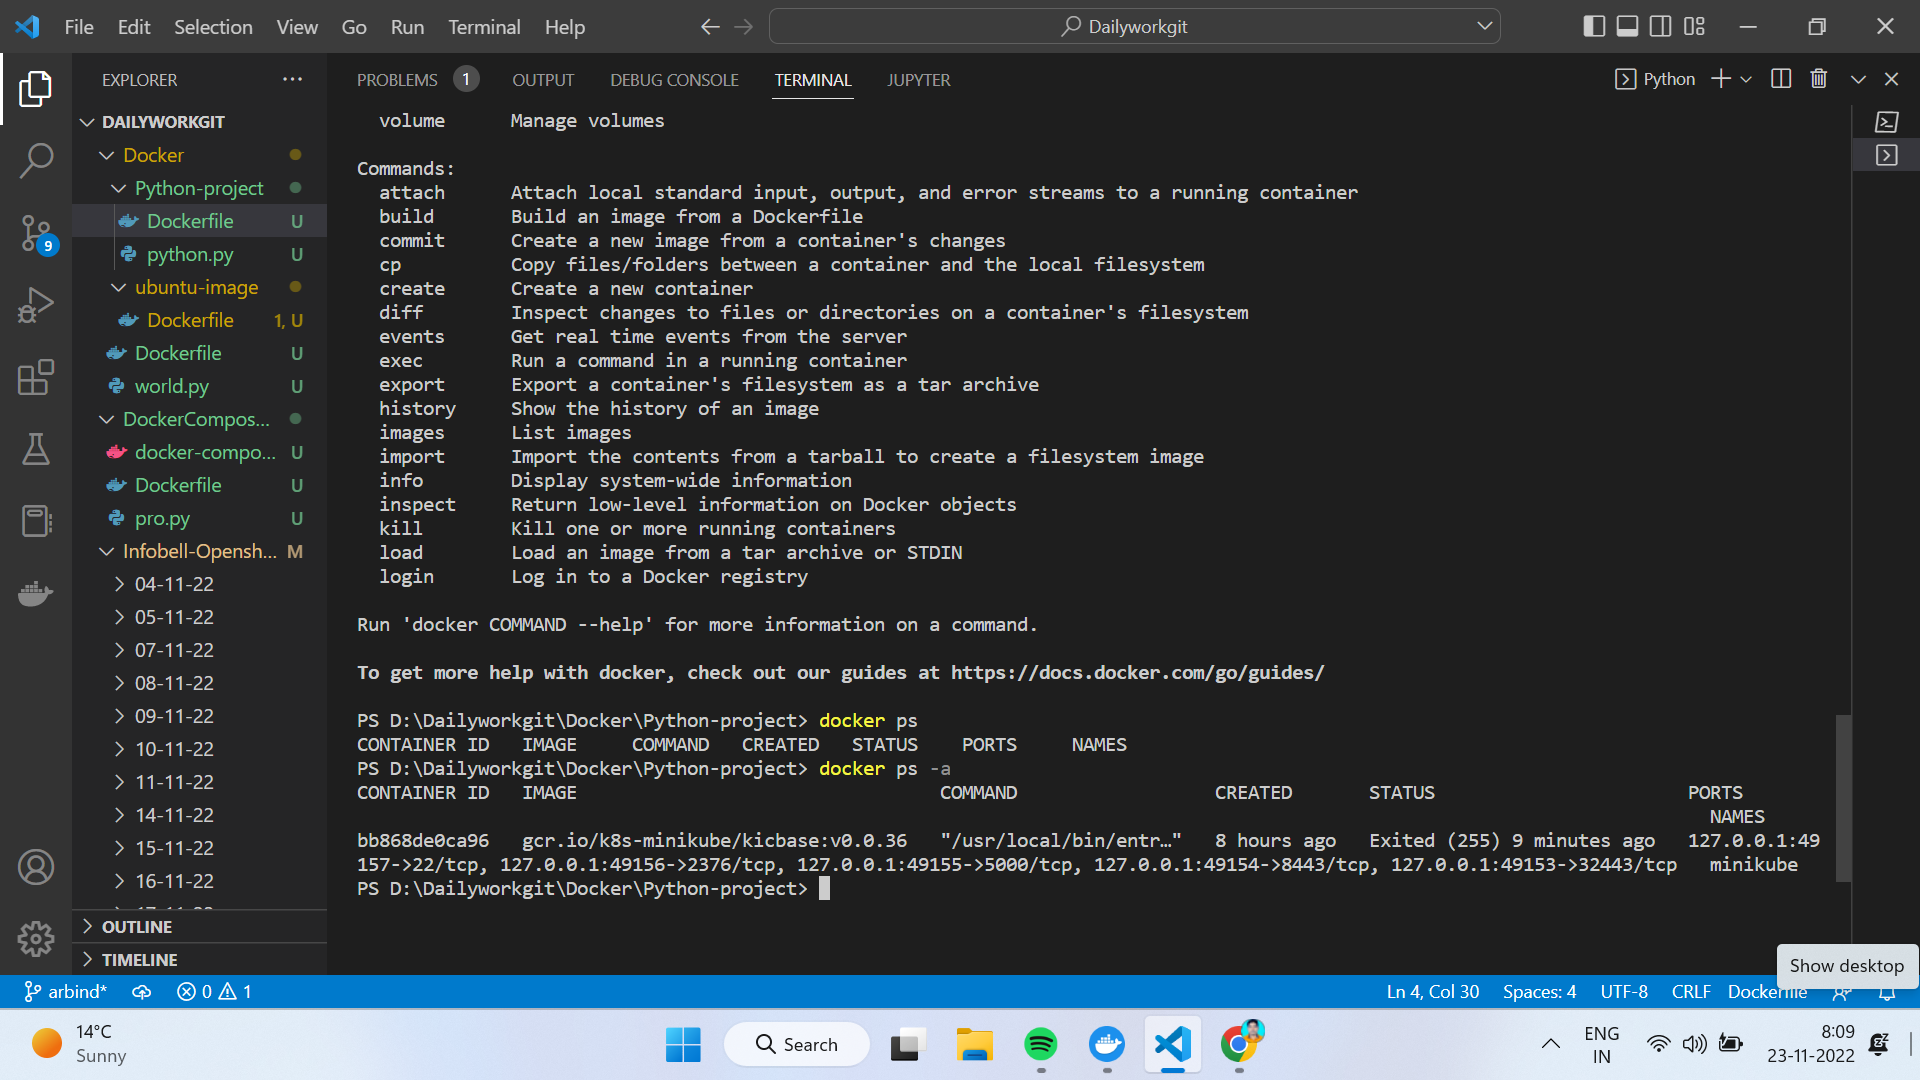 File Edit Selection View Go Run Terminal Help
Dailyworkgit
EXPLORER
PROBLEMS 1 OUTPUT DEBUG CONSOLE TERMINAL JUPYTER
Python
DAILYWORKGIT
Docker
Python-project
Dockerfile U
python.py U
ubuntu-image
Dockerfile 1, U
Dockerfile U
world.py U
DockerCompos...
docker-compo... U
Dockerfile U
pro.py U
Infobell-Opensh... M
04-11-22
05-11-22
07-11-22
08-11-22
09-11-22
10-11-22
11-11-22
14-11-22
15-11-22
16-11-22
OUTLINE
TIMELINE
9
volume Manage volumes
Commands:
attach Attach local standard input, output, and error streams to a running container
build Build an image from a Dockerfile
commit Create a new image from a container's changes
cp Copy files/folders between a container and the local filesystem
create Create a new container
diff Inspect changes to files or directories on a container's filesystem
events Get real time events from the server
exec Run a command in a running container
export Export a container's filesystem as a tar archive
history Show the history of an image
images List images
import Import the contents from a tarball to create a filesystem image
info Display system-wide information
inspect Return low-level information on Docker objects
kill Kill one or more running containers
load Load an image from a tar archive or STDIN
login Log in to a Docker registry
Run 'docker COMMAND --help' for more information on a command.
To get more help with docker, check out our guides at https://docs.docker.com/go/guides/
PS D:\Dailyworkgit\Docker\Python-project> docker ps
CONTAINER ID IMAGE COMMAND CREATED STATUS PORTS NAMES
PS D:\Dailyworkgit\Docker\Python-project> docker ps -a
CONTAINER ID IMAGE COMMAND CREATED STATUS PORTS
NAMES
bb868de0ca96 gcr.io/k8s-minikube/kicbase:v0.0.36 "/usr/local/bin/entr…" 8 hours ago Exited (255) 9 minutes ago 127.0.0.1:49
157->22/tcp, 127.0.0.1:49156->2376/tcp, 127.0.0.1:49155->5000/tcp, 127.0.0.1:49154->8443/tcp, 127.0.0.1:49153->32443/tcp minikube
PS D:\Dailyworkgit\Docker\Python-project>
Show desktop
arbind* 0 1 Ln 4, Col 30 Spaces: 4 UTF-8 CRLF Dockerfile
14°C
Sunny
Search
ENG
IN
8:09
23-11-2022